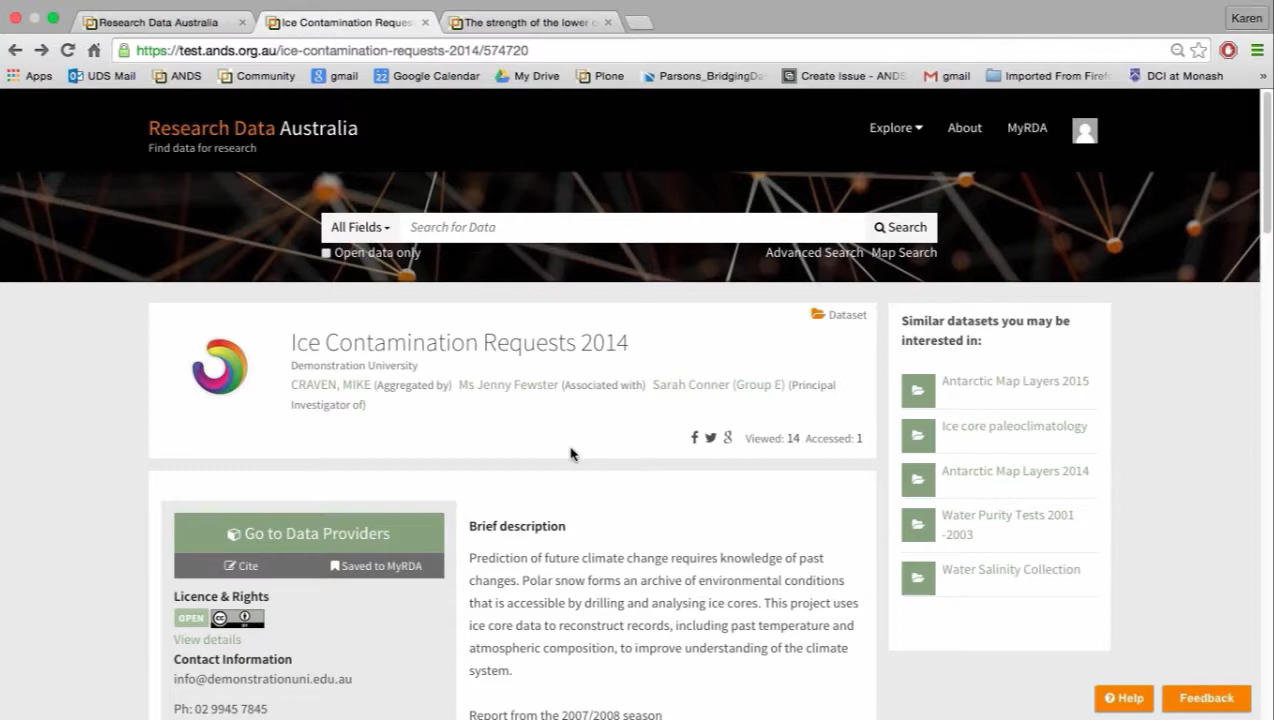 Research Data Australia
Ice Contamination Reques
The strength of the lower
Karen
https://test.ands.org.au/ice-contamination-requests-2014/574720
Apps UDS Mail ANDS Community gmail Google Calendar My Drive Plone Parsons_BridgingDa Create Issue - ANDS gmail Imported From Firef DCI at Monash »
Research Data Australia
Find data for research
Explore About MyRDA
All Fields Search for Data Search
Open data only Advanced Search Map Search
Dataset
Ice Contamination Requests 2014
Demonstration University
CRAVEN, MIKE (Aggregated by) Ms Jenny Fewster (Associated with) Sarah Conner (Group E) (Principal
Investigator of)
Viewed: 14 Accessed: 1
Go to Data Providers
Cite Saved to MyRDA
Licence & Rights
OPEN CC BY
View details
Contact Information
info@demonstrationuni.edu.au
Ph: 02 9945 7845
Brief description
Prediction of future climate change requires knowledge of past
changes. Polar snow forms an archive of environmental conditions
that is accessible by drilling and analysing ice cores. This project uses
ice core data to reconstruct records, including past temperature and
atmospheric composition, to improve understanding of the climate
system.
Report from the 2007/2008 season
Similar datasets you may be
interested in:
Antarctic Map Layers 2015
Ice core paleoclimatology
Antarctic Map Layers 2014
Water Purity Tests 2001
-2003
Water Salinity Collection
Help
Feedback